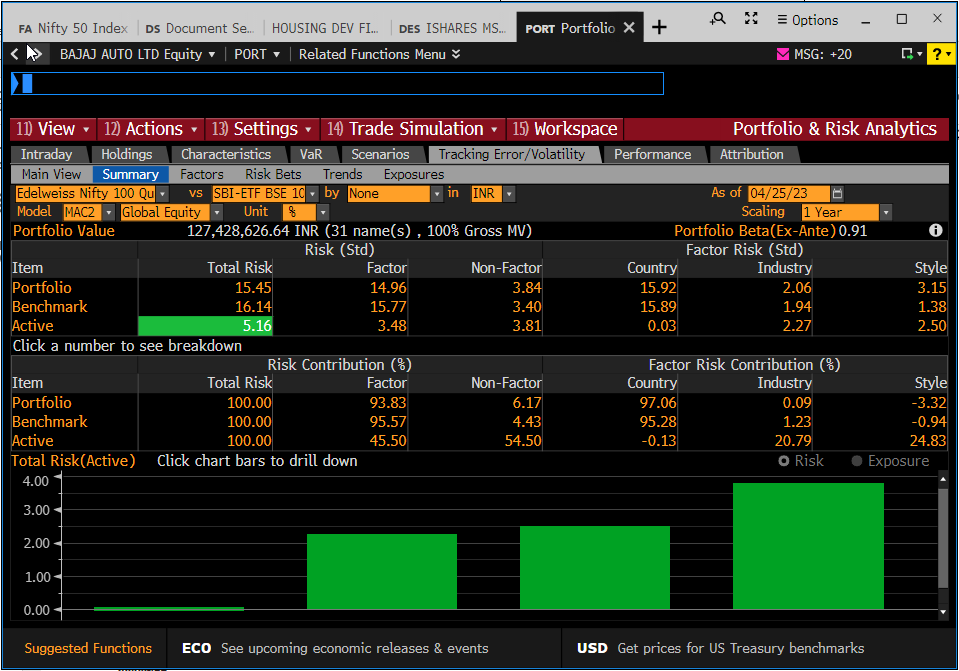 FA Nifty 50 Index DS Document Se... HOUSING DEV FI... DES ISHARES MS... PORT Portfolio Options
BAJAJ AUTO LTD Equity PORT Related Functions Menu MSG: +20 ?
11) View 12) Actions 13) Settings 14) Trade Simulation 15) Workspace Portfolio & Risk Analytics
Intraday Holdings Characteristics VaR Scenarios Tracking Error/Volatility Performance Attribution
Main View Summary Factors Risk Bets Trends Exposures
Edelweiss Nifty 100 Qu vs SBI-ETF BSE 10 by None in INR As of 04/25/23
Model MAC2 Global Equity Unit % Scaling 1 Year
Portfolio Value 127,428,626.64 INR (31 name(s) , 100% Gross MV) Portfolio Beta(Ex-Ante) 0.91
Risk (Std) Factor Risk (Std)
Item Total Risk Factor Non-Factor Country Industry Style
Portfolio 15.45 14.96 3.84 15.92 2.06 3.15
Benchmark 16.14 15.77 3.40 15.89 1.94 1.38
Active 5.16 3.48 3.81 0.03 2.27 2.50
Click a number to see breakdown
Risk Contribution (%) Factor Risk Contribution (%)
Item Total Risk Factor Non-Factor Country Industry Style
Portfolio 100.00 93.83 6.17 97.06 0.09 -3.32
Benchmark 100.00 95.57 4.43 95.28 1.23 -0.94
Active 100.00 45.50 54.50 -0.13 20.79 24.83
Total Risk(Active) Click chart bars to drill down Risk Exposure
4.00
3.00
2.00
1.00
0.00
Suggested Functions ECO See upcoming economic releases & events USD Get prices for US Treasury benchmarks